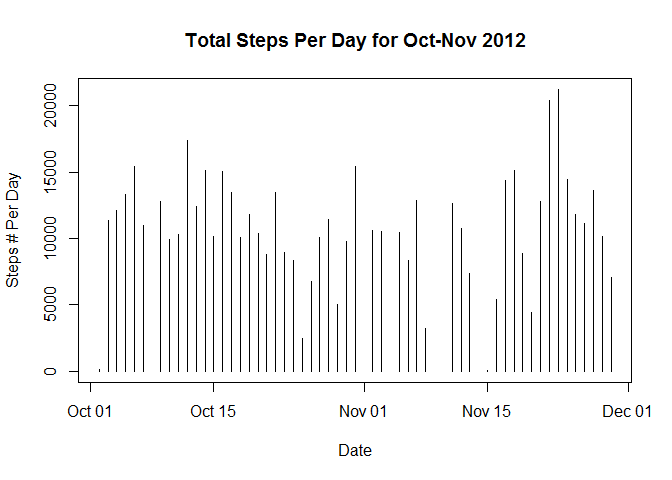 Total Steps Per Day for Oct-Nov 2012
Steps # Per Day
20000
15000
10000
5000
0
Oct 01 Oct 15 Nov 01 Nov 15 Dec 01
Date